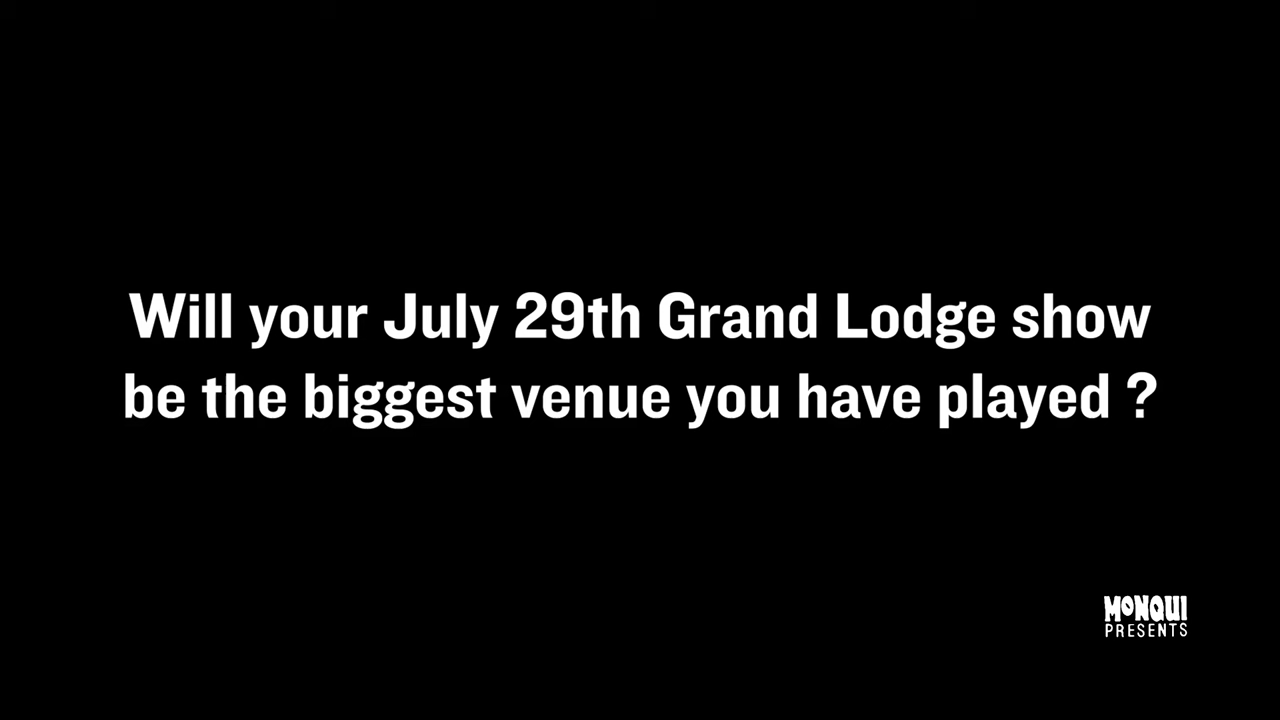 Will your July 29th Grand Lodge show
be the biggest venue you have played ?
MONQUI
PRESENTS